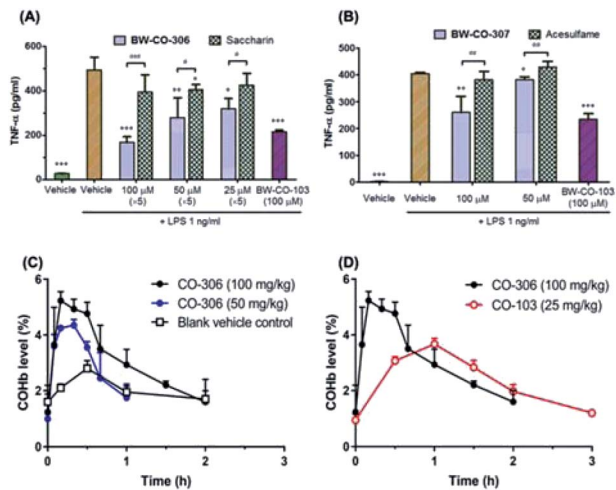 (A)
BW-CO-306 Saccharin
TNF-α (pg/ml)
600
400
200
0
***
###
***
#
**
*
#
*
***
Vehicle Vehicle 100 μM (×5) 50 μM (×5) 25 μM (×5) BW-CO-103 (100 μM)
+ LPS 1 ng/ml
(B)
BW-CO-307 Acesulfame
TNF-α (pg/ml)
500
400
300
200
100
0
***
##
**
##
*
***
Vehicle Vehicle 100 μM 50 μM BW-CO-103 (100 μM)
+ LPS 1 ng/ml
(C)
CO-306 (100 mg/kg)
CO-306 (50 mg/kg)
Blank vehicle control
COHb level (%)
6
4
2
0
0 1 2 3
Time (h)
(D)
CO-306 (100 mg/kg)
CO-103 (25 mg/kg)
COHb level (%)
6
4
2
0
0 1 2 3
Time (h)